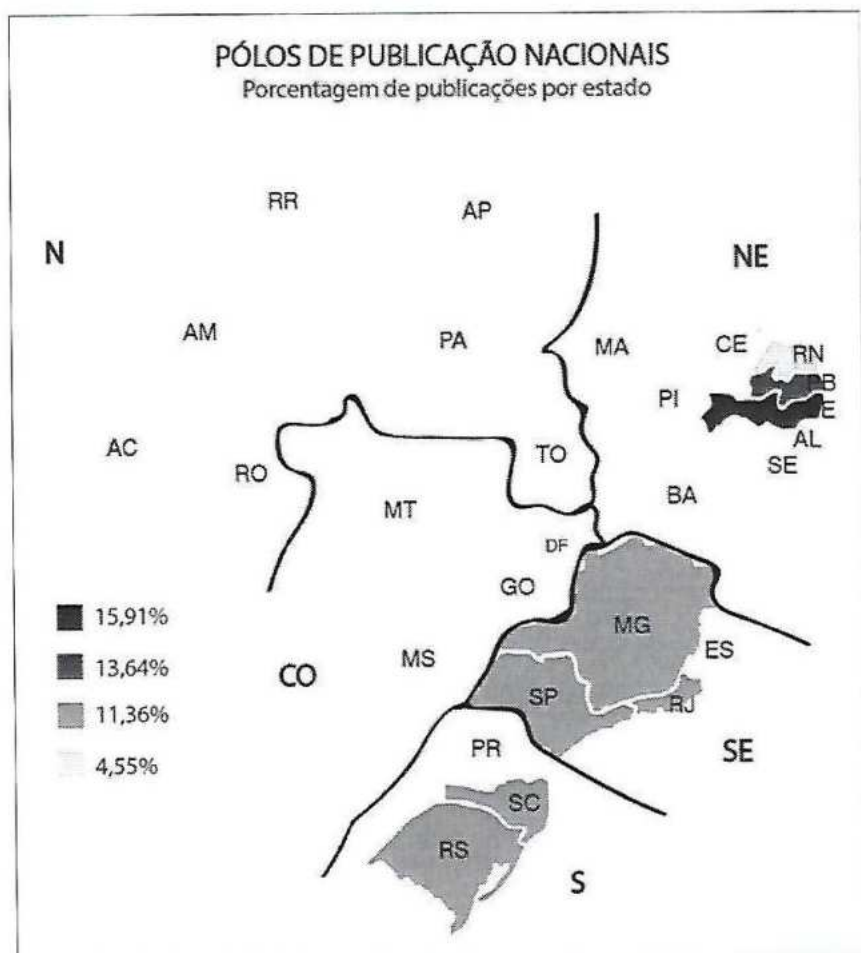 PÓLOS DE PUBLICAÇÃO NACIONAIS
Porcentagem de publicações por estado
RR
AP
N
NE
AM
PA
MA
CE
RN
PB
PI
E
AL
AC
RO
TO
SE
MT
BA
DF
GO
15,91%
MG
13,64%
CO
MS
ES
11,36%
SP
RJ
4,55%
PR
SE
SC
RS
S